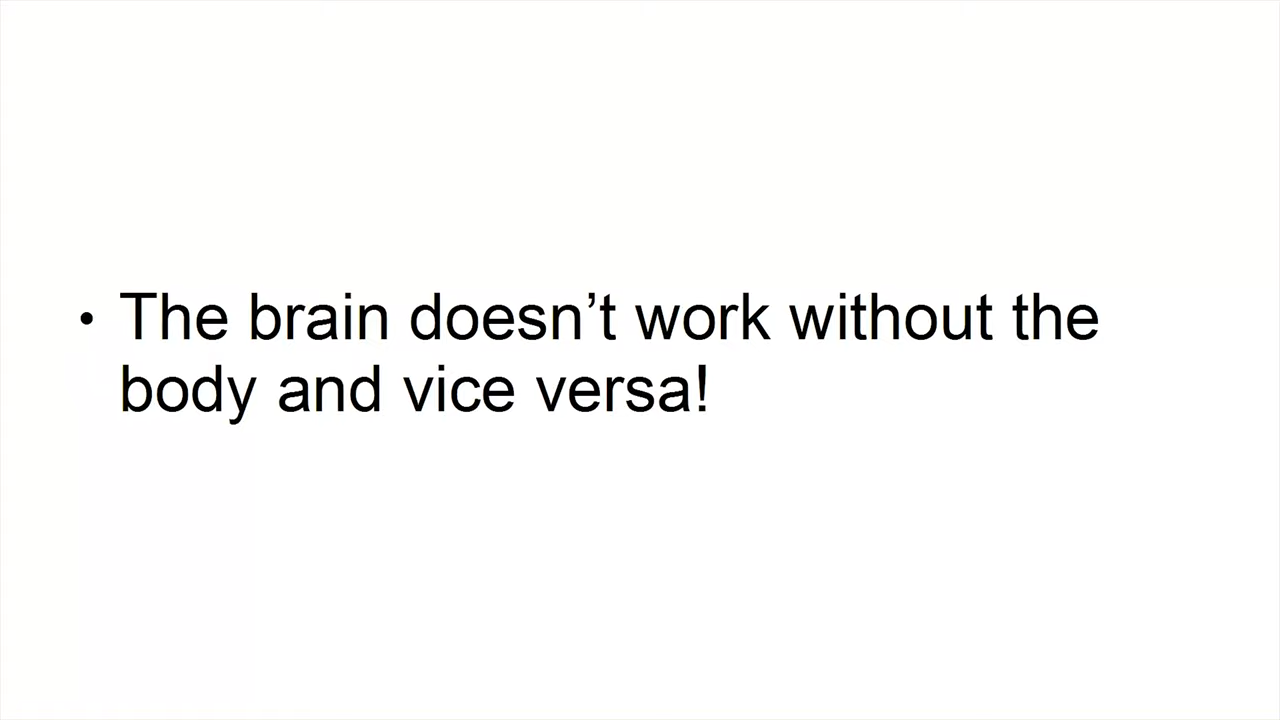 • The brain doesn’t work without the
body and vice versa!